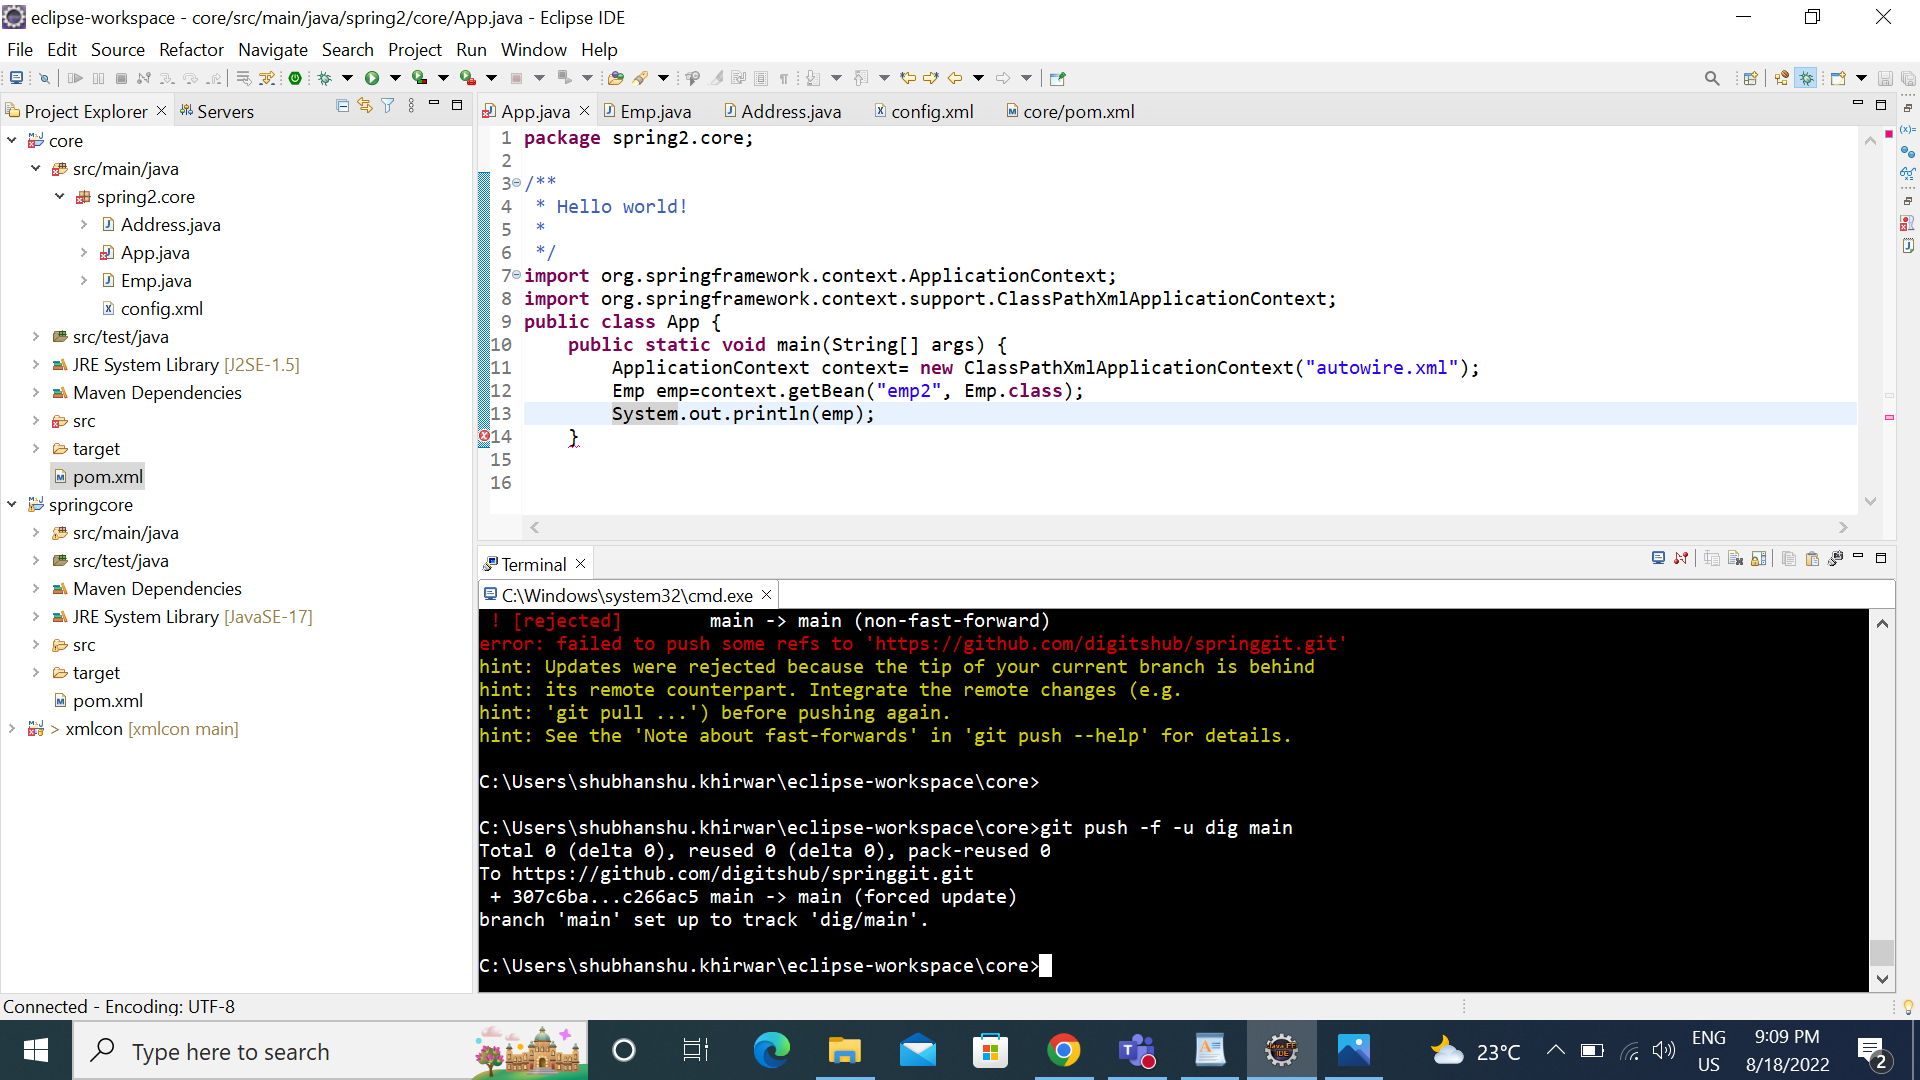 eclipse-workspace - core/src/main/java/spring2/core/App.java - Eclipse IDE
File Edit Source Refactor Navigate Search Project Run Window Help
Project Explorer
Servers
core
src/main/java
spring2.core
Address.java
App.java
Emp.java
config.xml
src/test/java
JRE System Library [J2SE-1.5]
Maven Dependencies
src
target
pom.xml
springcore
src/main/java
src/test/java
Maven Dependencies
JRE System Library [JavaSE-17]
src
target
pom.xml
> xmlcon [xmlcon main]
App.java Emp.java Address.java config.xml core/pom.xml
1 package spring2.core;
2
3 /**
4 * Hello world!
5 *
6 */
7 import org.springframework.context.ApplicationContext;
8 import org.springframework.context.support.ClassPathXmlApplicationContext;
9 public class App {
10 public static void main(String[] args) {
11 ApplicationContext context= new ClassPathXmlApplicationContext("autowire.xml");
12 Emp emp=context.getBean("emp2", Emp.class);
13 System.out.println(emp);
14 }
15
16
Terminal
C:\Windows\system32\cmd.exe
! [rejected] main -> main (non-fast-forward)
error: failed to push some refs to 'https://github.com/digitshub/springgit.git'
hint: Updates were rejected because the tip of your current branch is behind
hint: its remote counterpart. Integrate the remote changes (e.g.
hint: 'git pull ...') before pushing again.
hint: See the 'Note about fast-forwards' in 'git push --help' for details.
C:\Users\shubhanshu.khirwar\eclipse-workspace\core>
C:\Users\shubhanshu.khirwar\eclipse-workspace\core>git push -f -u dig main
Total 0 (delta 0), reused 0 (delta 0), pack-reused 0
To https://github.com/digitshub/springgit.git
+ 307c6ba...c266ac5 main -> main (forced update)
branch 'main' set up to track 'dig/main'.
C:\Users\shubhanshu.khirwar\eclipse-workspace\core>
Connected - Encoding: UTF-8
Type here to search
23°C
ENG
US
9:09 PM
8/18/2022
2